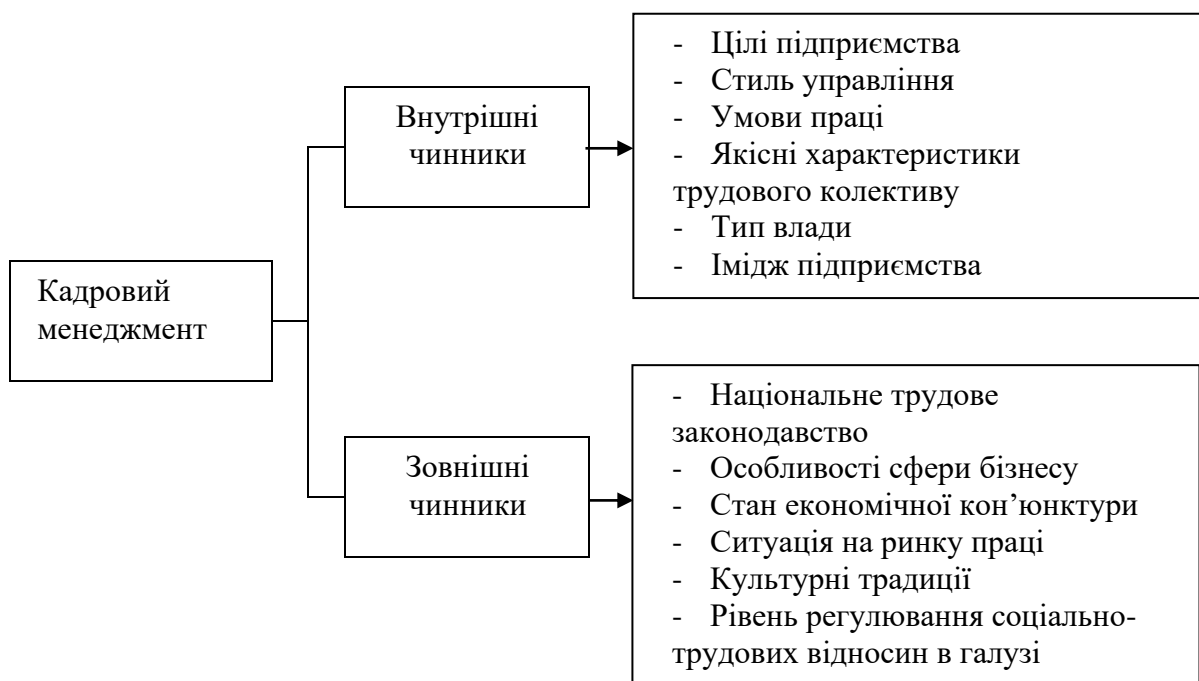 Кадровий
менеджмент
Внутрішні
чинники
- Цілі підприємства
- Стиль управління
- Умови праці
- Якісні характеристики
трудового колективу
- Тип влади
- Імідж підприємства
Зовнішні
чинники
- Національне трудове
законодавство
- Особливості сфери бізнесу
- Стан економічної кон’юнктури
- Ситуація на ринку праці
- Культурні традиції
- Рівень регулювання соціально-
трудових відносин в галузі